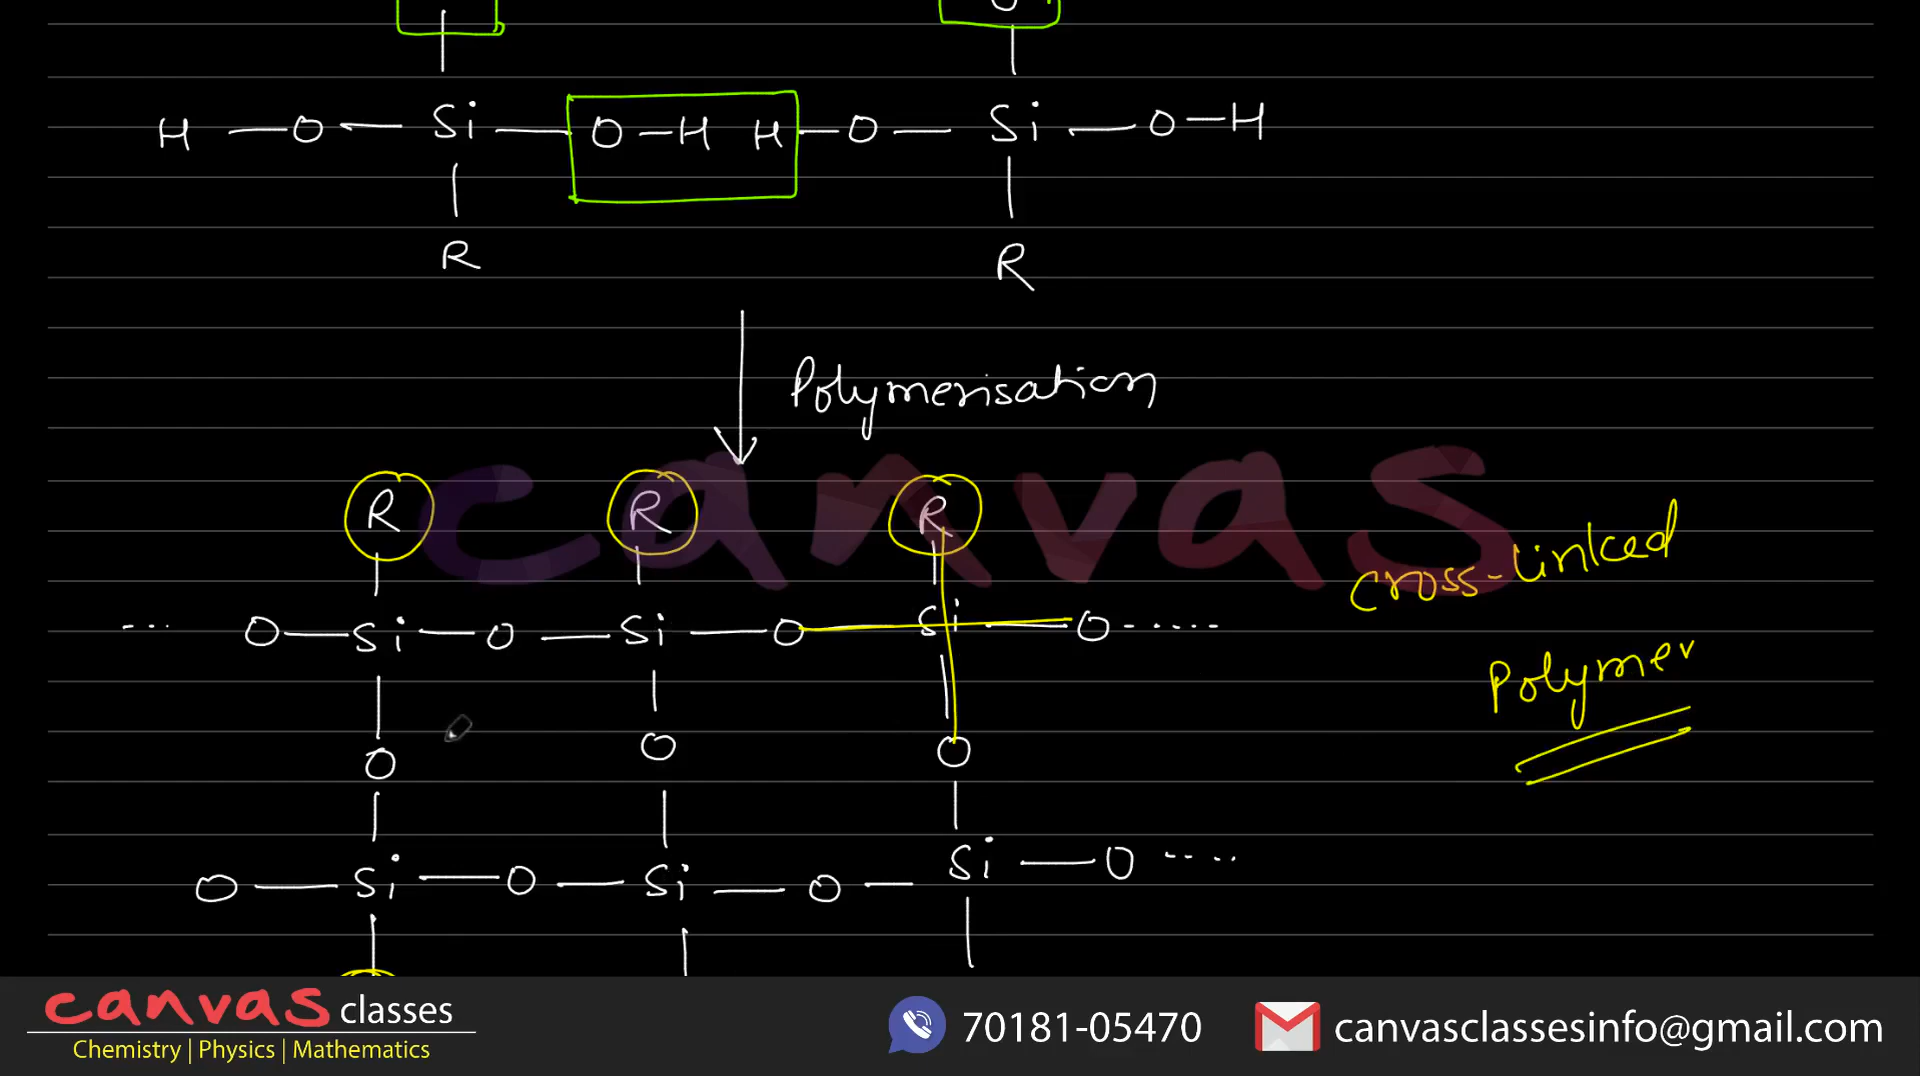 O
H — O — Si — O — H H — O — Si — O — H
R R
Polymerisation
canvas
R R R
cross-linked
... O — Si — O — Si — O — Si — O ......
Polymer
O O O
O — Si — O — Si — O — Si — O ....
canvas classes
Chemistry | Physics | Mathematics
70181-05470
canvasclassesinfo@gmail.com